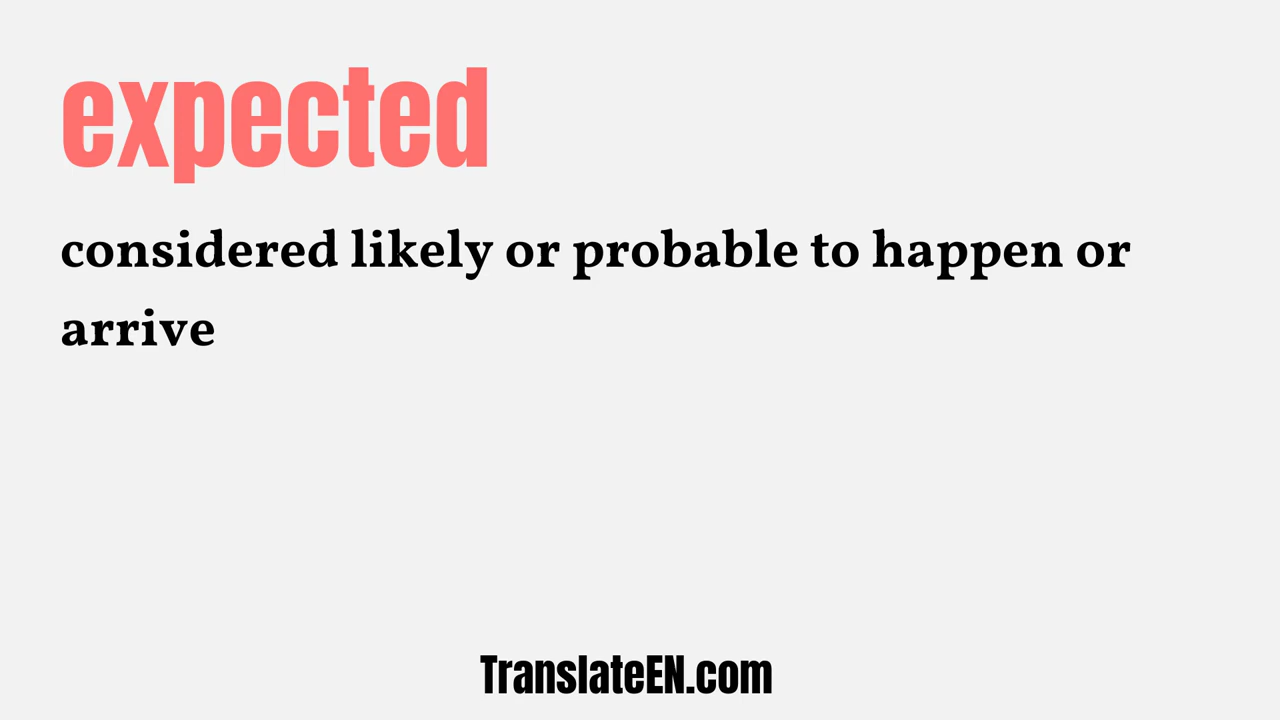 expected
considered likely or probable to happen or
arrive
TranslateEN.com